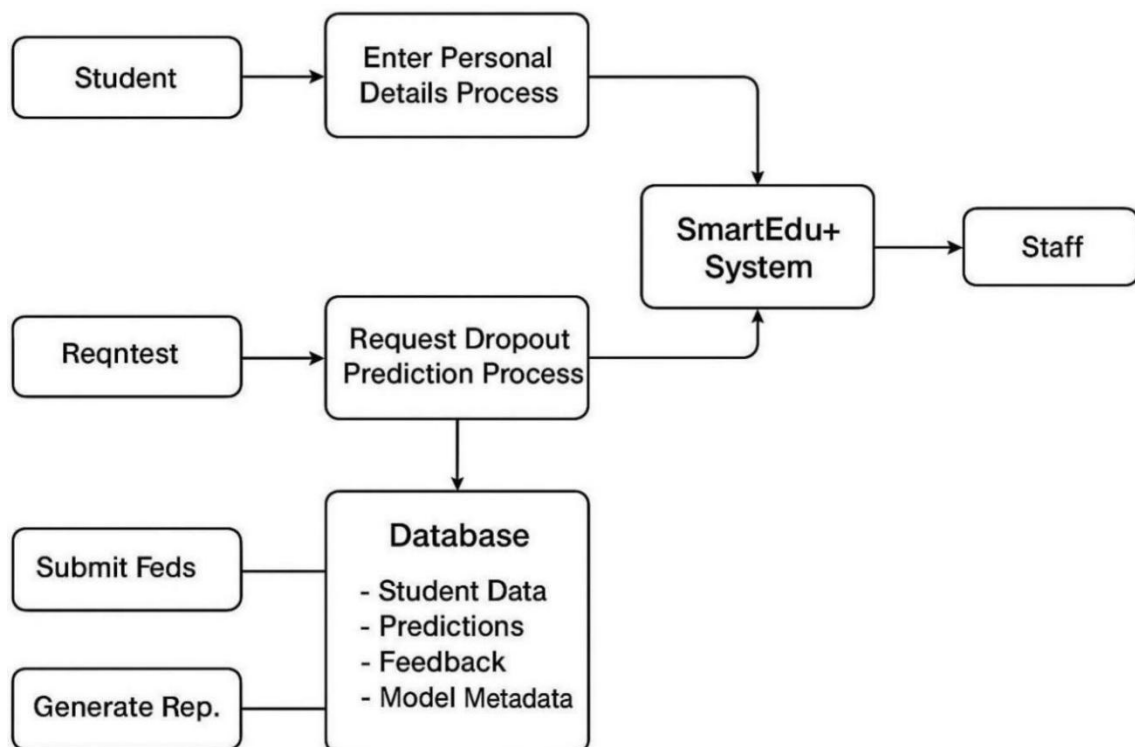 Student
Enter Personal
Details Process
SmartEdu+
System
Staff
Reqntest
Request Dropout
Prediction Process
Submit Feds
Generate Rep.
Database
- Student Data
- Predictions
- Feedback
- Model Metadata